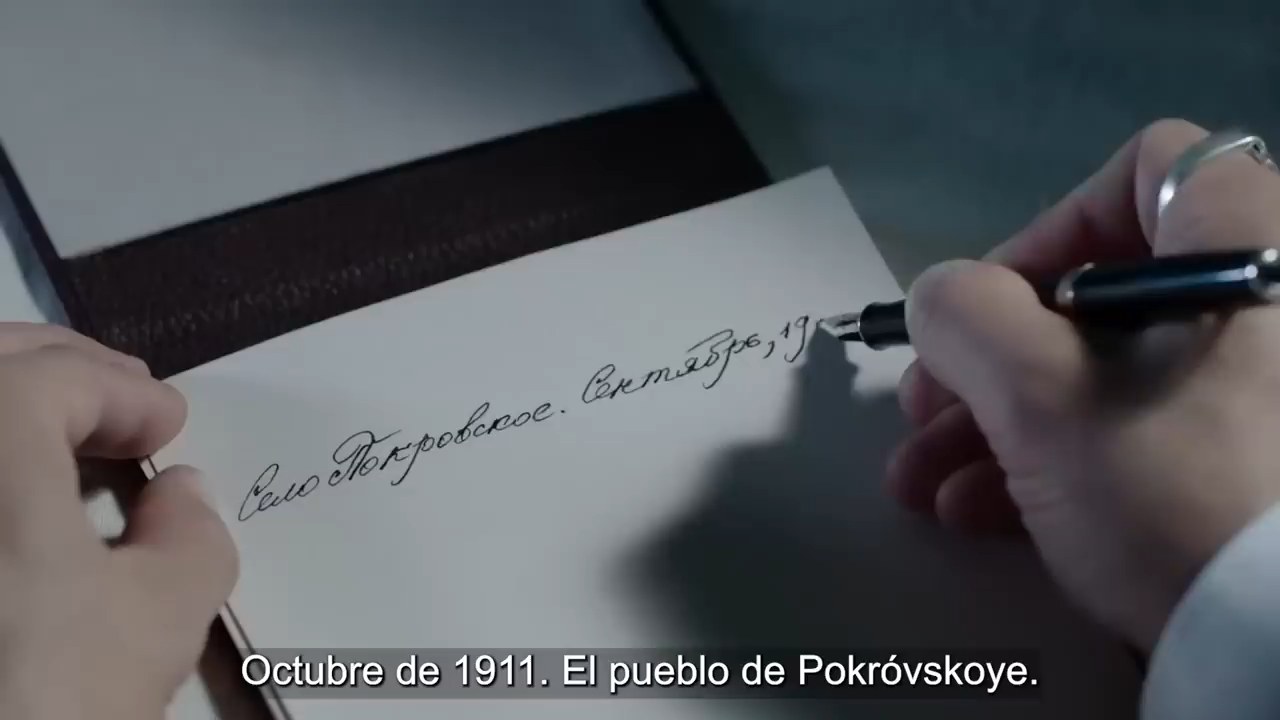 Село Покровское. Сентябрь, 19
Octubre de 1911. El pueblo de Pokróvskoye.